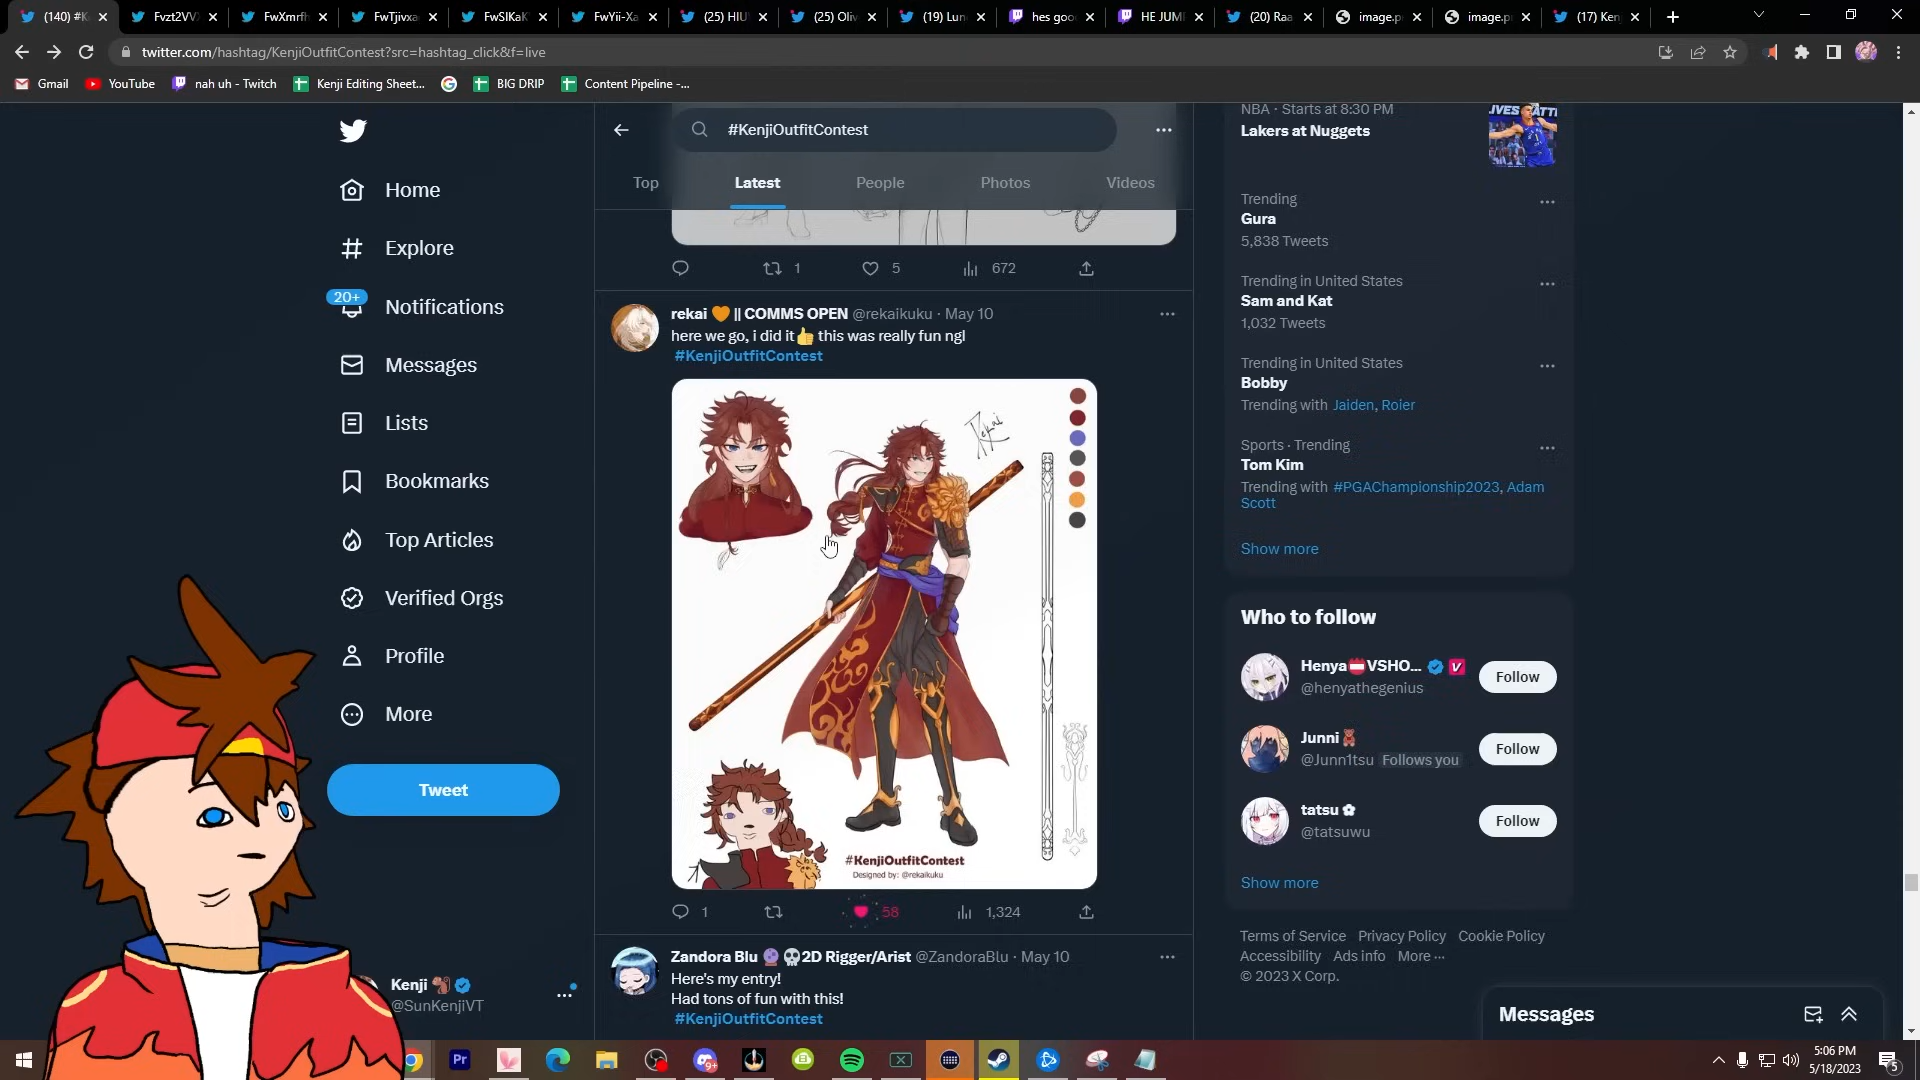 (140) #K
Fvzt2VV
FwXmrfh
FwTjivxa
FwSIKaK
FwYii-Xa
(25) HIU
(25) Oliv
(19) Lun
hes goo
HE JUM
(20) Raa
image.p
image.p
(17) Ken
twitter.com/hashtag/KenjiOutfitContest?src=hashtag_click&f=live
Gmail
YouTube
nah uh - Twitch
Kenji Editing Sheet...
BIG DRIP
Content Pipeline -...
Home
Explore
20+
Notifications
Messages
Lists
Bookmarks
Top Articles
Verified Orgs
Profile
More
Tweet
Kenji
@SunKenjiVT
#KenjiOutfitContest
Top Latest People Photos Videos
1 5 672
rekai || COMMS OPEN @rekaikuku · May 10
here we go, i did it👍 this was really fun ngl
#KenjiOutfitContest
Rekai
#KenjiOutfitContest
Designed by: @rekaikuku
1 58 1,324
Zandora Blu 2D Rigger/Arist @ZandoraBlu · May 10
Here's my entry!
Had tons of fun with this!
#KenjiOutfitContest
NBA · Starts at 8:30 PM
Lakers at Nuggets
Trending
Gura
5,838 Tweets
Trending in United States
Sam and Kat
1,032 Tweets
Trending in United States
Bobby
Trending with Jaiden, Roier
Sports · Trending
Tom Kim
Trending with #PGAChampionship2023, Adam
Scott
Show more
Who to follow
Henya VSHO...
@henyathegenius
Follow
Junni
@Junn1tsu Follows you
Follow
tatsu
@tatsuwu
Follow
Show more
Terms of Service Privacy Policy Cookie Policy
Accessibility Ads info More ···
© 2023 X Corp.
Messages
5:06 PM
5/18/2023
5